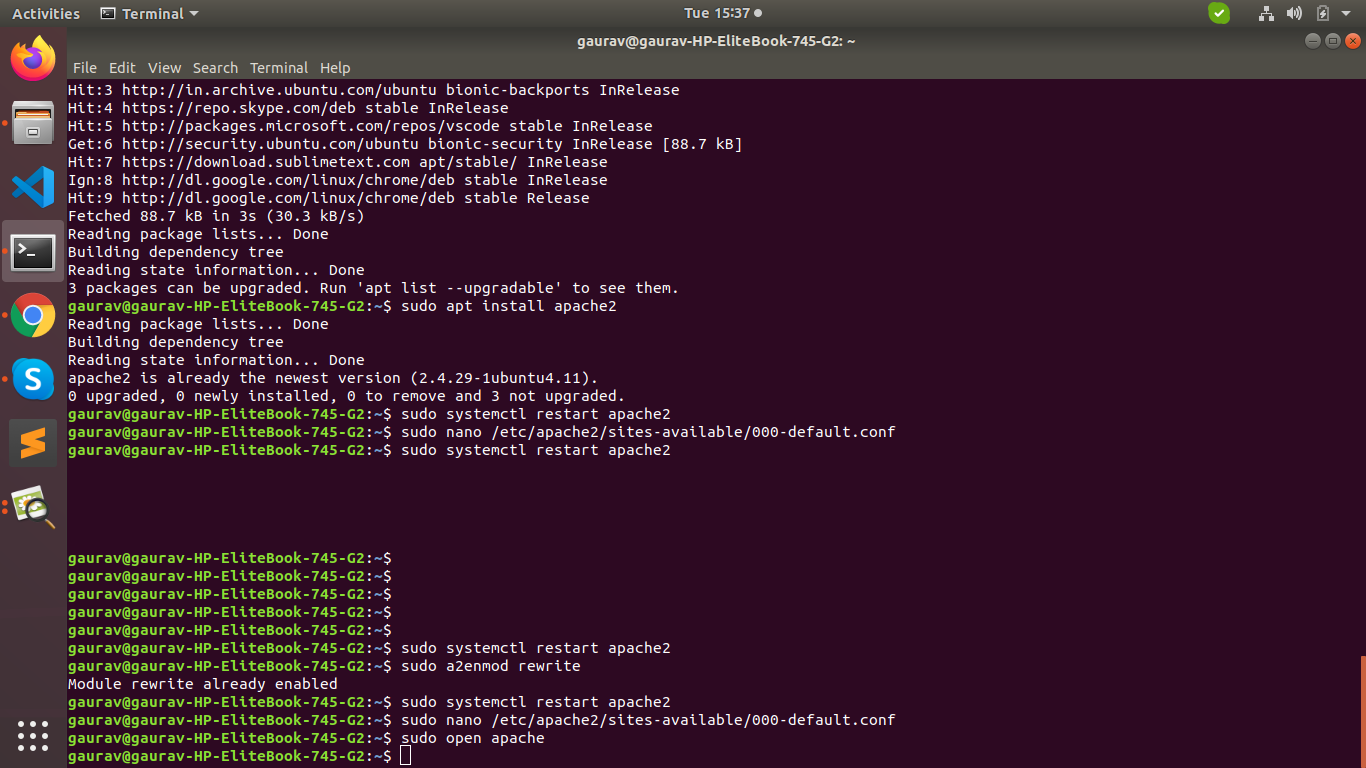 Activities Terminal Tue 15:37
gaurav@gaurav-HP-EliteBook-745-G2: ~
File Edit View Search Terminal Help
Hit:3 http://in.archive.ubuntu.com/ubuntu bionic-backports InRelease
Hit:4 https://repo.skype.com/deb stable InRelease
Hit:5 http://packages.microsoft.com/repos/vscode stable InRelease
Get:6 http://security.ubuntu.com/ubuntu bionic-security InRelease [88.7 kB]
Hit:7 https://download.sublimetext.com apt/stable/ InRelease
Ign:8 http://dl.google.com/linux/chrome/deb stable InRelease
Hit:9 http://dl.google.com/linux/chrome/deb stable Release
Fetched 88.7 kB in 3s (30.3 kB/s)
Reading package lists... Done
Building dependency tree
Reading state information... Done
3 packages can be upgraded. Run 'apt list --upgradable' to see them.
gaurav@gaurav-HP-EliteBook-745-G2:~$ sudo apt install apache2
Reading package lists... Done
Building dependency tree
Reading state information... Done
apache2 is already the newest version (2.4.29-1ubuntu4.11).
0 upgraded, 0 newly installed, 0 to remove and 3 not upgraded.
gaurav@gaurav-HP-EliteBook-745-G2:~$ sudo systemctl restart apache2
gaurav@gaurav-HP-EliteBook-745-G2:~$ sudo nano /etc/apache2/sites-available/000-default.conf
gaurav@gaurav-HP-EliteBook-745-G2:~$ sudo systemctl restart apache2
gaurav@gaurav-HP-EliteBook-745-G2:~$
gaurav@gaurav-HP-EliteBook-745-G2:~$
gaurav@gaurav-HP-EliteBook-745-G2:~$
gaurav@gaurav-HP-EliteBook-745-G2:~$
gaurav@gaurav-HP-EliteBook-745-G2:~$
gaurav@gaurav-HP-EliteBook-745-G2:~$ sudo systemctl restart apache2
gaurav@gaurav-HP-EliteBook-745-G2:~$ sudo a2enmod rewrite
Module rewrite already enabled
gaurav@gaurav-HP-EliteBook-745-G2:~$ sudo systemctl restart apache2
gaurav@gaurav-HP-EliteBook-745-G2:~$ sudo nano /etc/apache2/sites-available/000-default.conf
gaurav@gaurav-HP-EliteBook-745-G2:~$ sudo open apache
gaurav@gaurav-HP-EliteBook-745-G2:~$